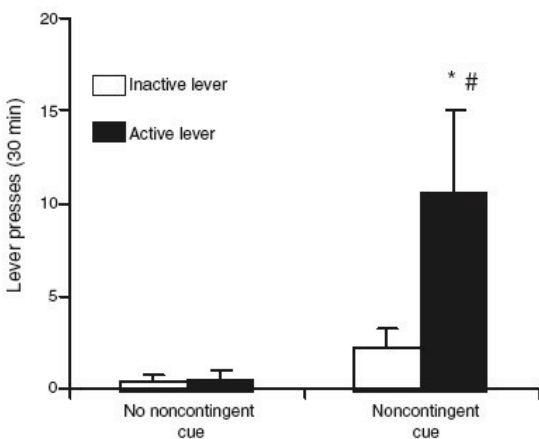 20
15
10
5
0
Lever presses (30 min)
Inactive lever
Active lever
* #
No noncontingent
cue
Noncontingent
cue